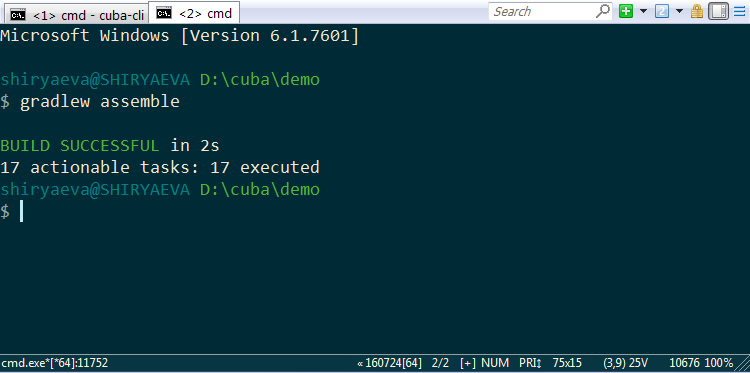 <1> cmd - cuba-cli
<2> cmd
Search
Microsoft Windows [Version 6.1.7601]
shiryaeva@SHIRYAEVA D:\cuba\demo
$ gradlew assemble
BUILD SUCCESSFUL in 2s
17 actionable tasks: 17 executed
shiryaeva@SHIRYAEVA D:\cuba\demo
$
cmd.exe*[*64]:11752 « 160724[64] 2/2 [+] NUM PRI↕ 75x15 (3,9) 25V 10676 100%